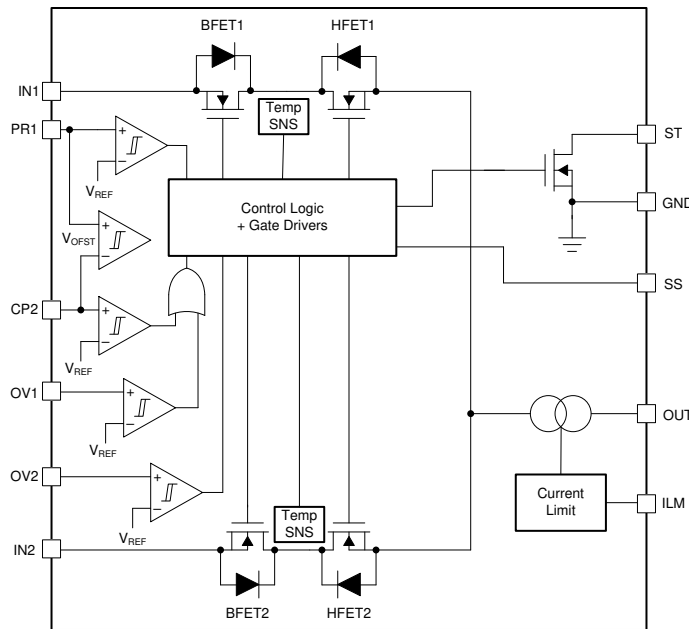 BFET1
HFET1
IN1
Temp
SNS
PR1
+
−
VREF
ST
Control Logic
+ Gate Drivers
GND
VOFST
+
−
SS
CP2
+
−
VREF
OV1
+
−
VREF
OUT
OV2
+
−
VREF
Current
Limit
ILM
Temp
SNS
IN2
BFET2
HFET2